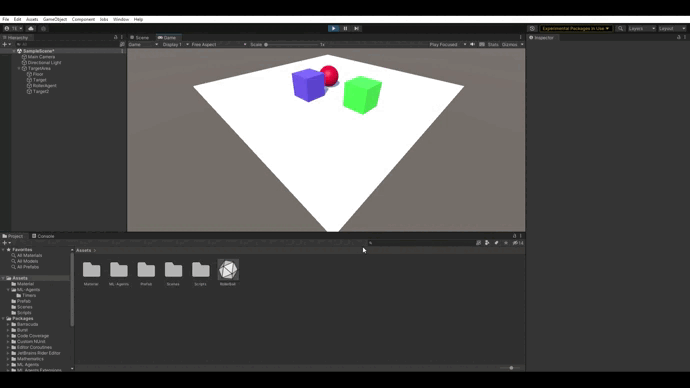 File Edit Assets GameObject Component Jobs Window Help
Experimental Packages In Use
Layers
Layout
Hierarchy
Scene Game
Inspector
Game Display 1 Free Aspect Scale 1x Play Focused Stats Gizmos
SampleScene*
Main Camera
Directional Light
TargetArea
Floor
Target
RollerAgent
Target2
Project Console
Favorites
All Materials
All Models
All Prefabs
Assets
Material
ML-Agents
Timers
Prefab
Scenes
Scripts
Packages
Barracuda
Burst
Code Coverage
Custom NUnit
Editor Coroutines
JetBrains Rider Editor
Mathematics
ML Agents
ML Agents Extensions
Assets
Material ML-Agents Prefab Scenes Scripts RollerBall